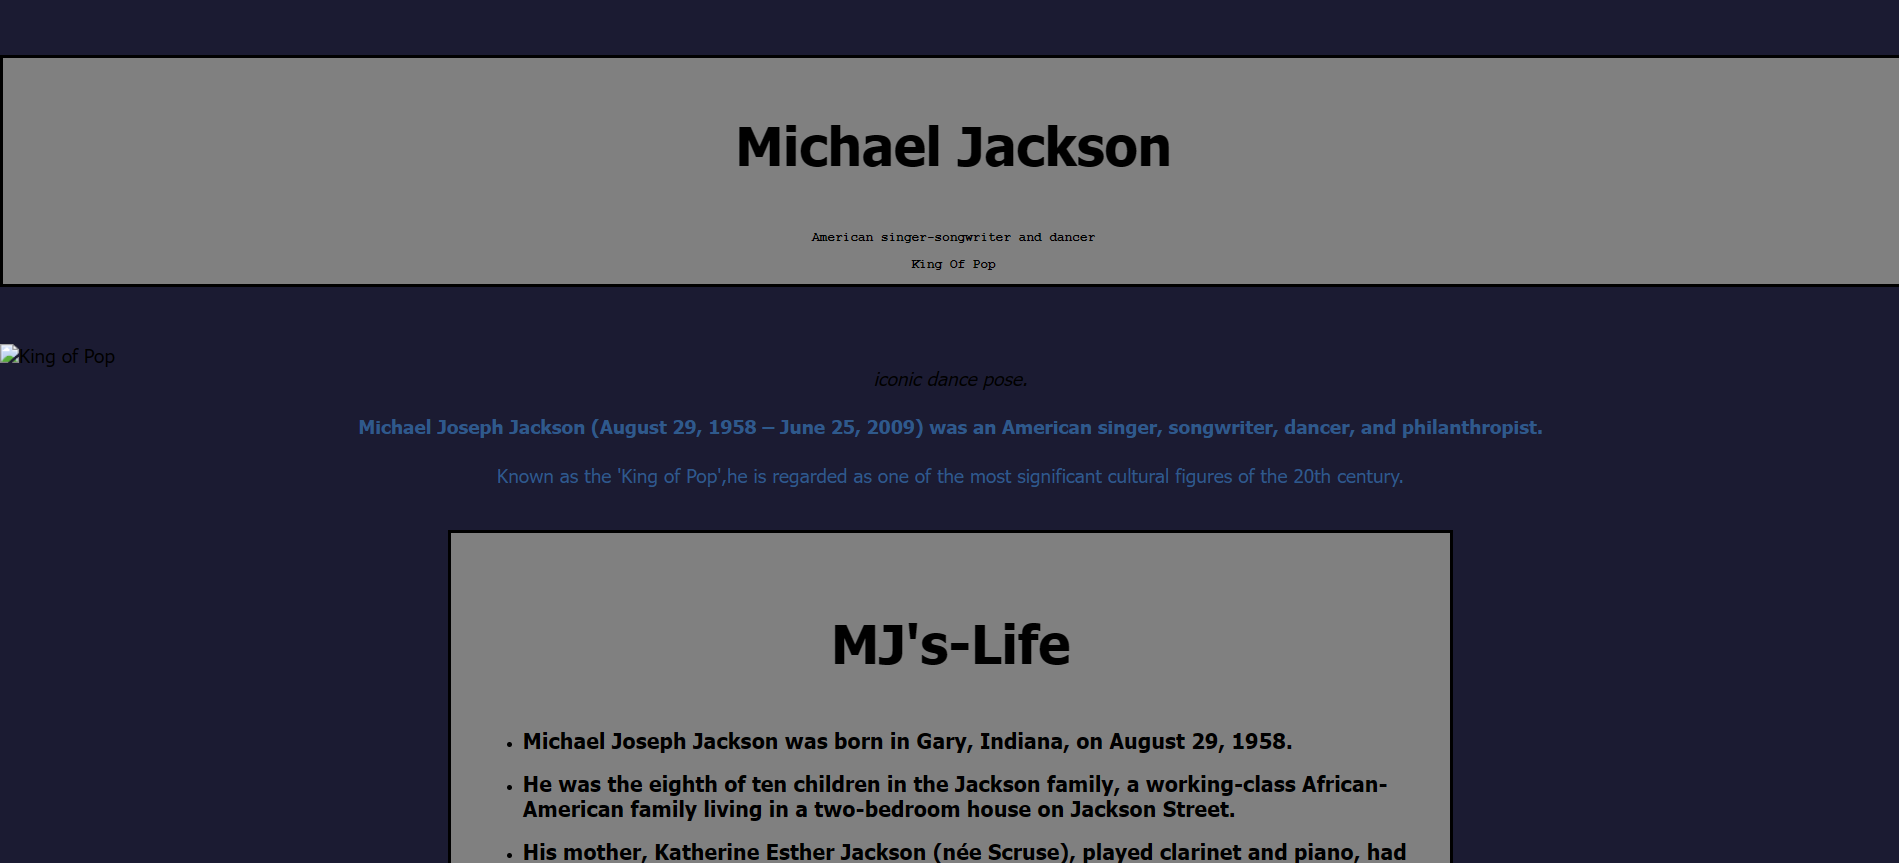 Michael Jackson
American singer-songwriter and dancer
King Of Pop
King of Pop
iconic dance pose.
Michael Joseph Jackson (August 29, 1958 – June 25, 2009) was an American singer, songwriter, dancer, and philanthropist.
Known as the 'King of Pop',he is regarded as one of the most significant cultural figures of the 20th century.
MJ's-Life
• Michael Joseph Jackson was born in Gary, Indiana, on August 29, 1958.
• He was the eighth of ten children in the Jackson family, a working-class African-
American family living in a two-bedroom house on Jackson Street.
• His mother, Katherine Esther Jackson (née Scruse), played clarinet and piano, had